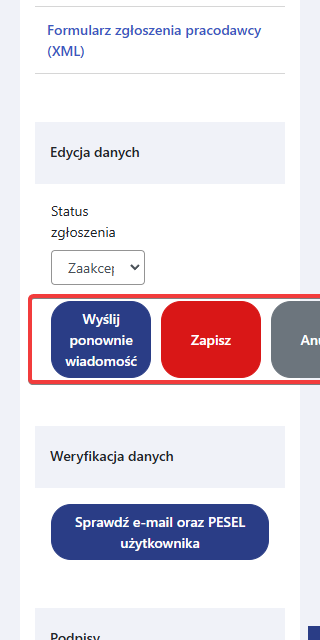 Formularz zgłoszenia pracodawcy
(XML)
Edycja danych
Status
zgłoszenia
Zaakcep
Wyślij
ponownie
wiadomość
Zapisz
Weryfikacja danych
Sprawdź e-mail oraz PESEL
użytkownika
Podpisy